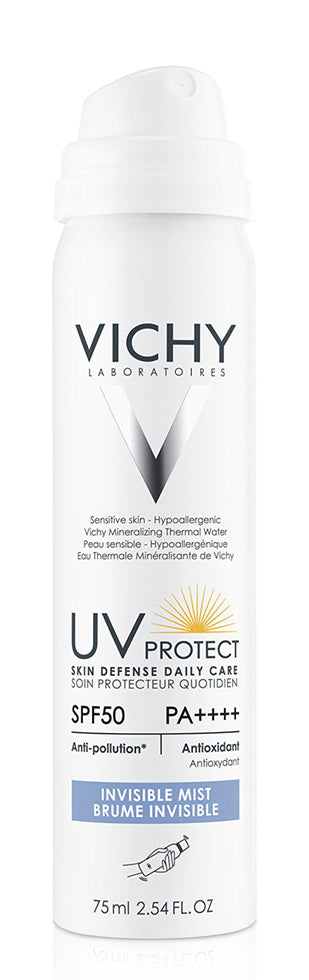 VICHY
LABORATOIRES
Sensitive skin - Hypoallergenic
Vichy Mineralizing Thermal Water
Peau sensible - Hypoallergénique
Eau Thermale Minéralisante de Vichy
UV PROTECT
SKIN DEFENSE DAILY CARE
SOIN PROTECTEUR QUOTIDIEN
SPF50 PA++++
Anti-pollution* Antioxidant
Antioxydant
INVISIBLE MIST
BRUME INVISIBLE
75ml 2.54 FL.OZ